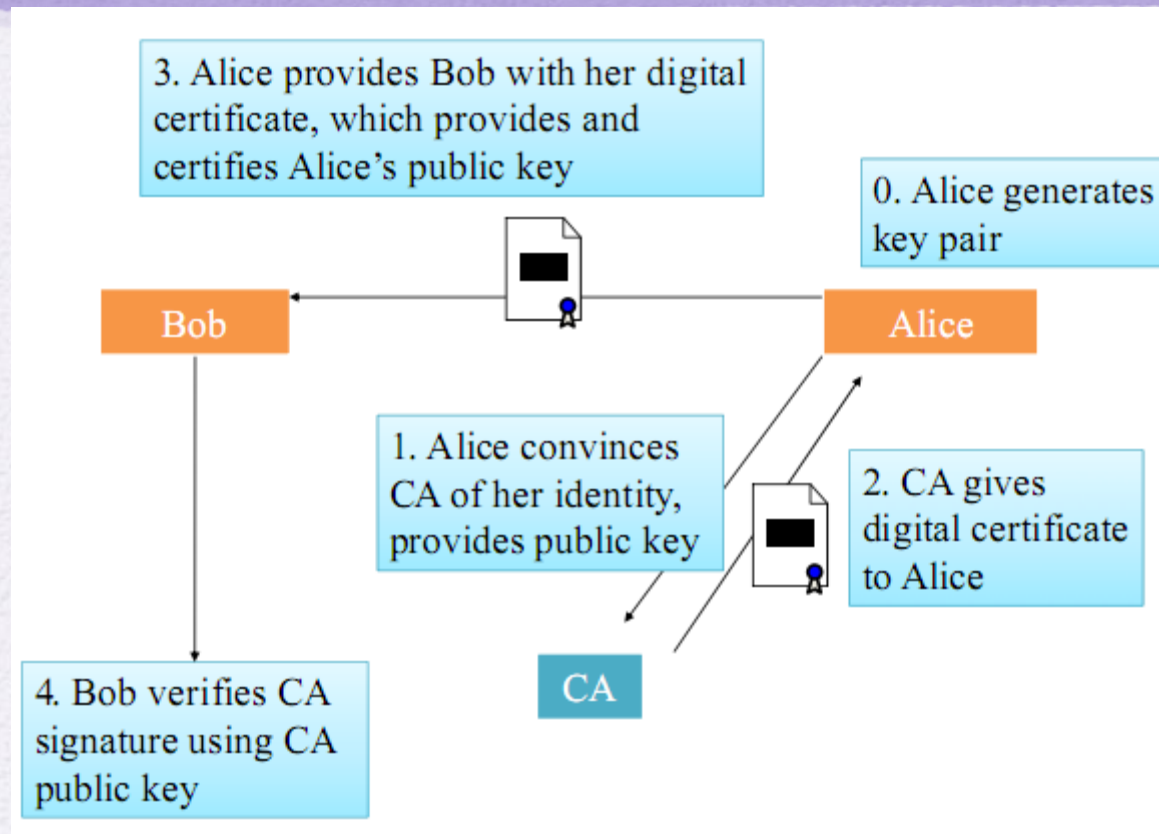 3. Alice provides Bob with her digital
certificate, which provides and
certifies Alice’s public key
0. Alice generates
key pair
Bob
Alice
1. Alice convinces
CA of her identity,
provides public key
2. CA gives
digital certificate
to Alice
CA
4. Bob verifies CA
signature using CA
public key